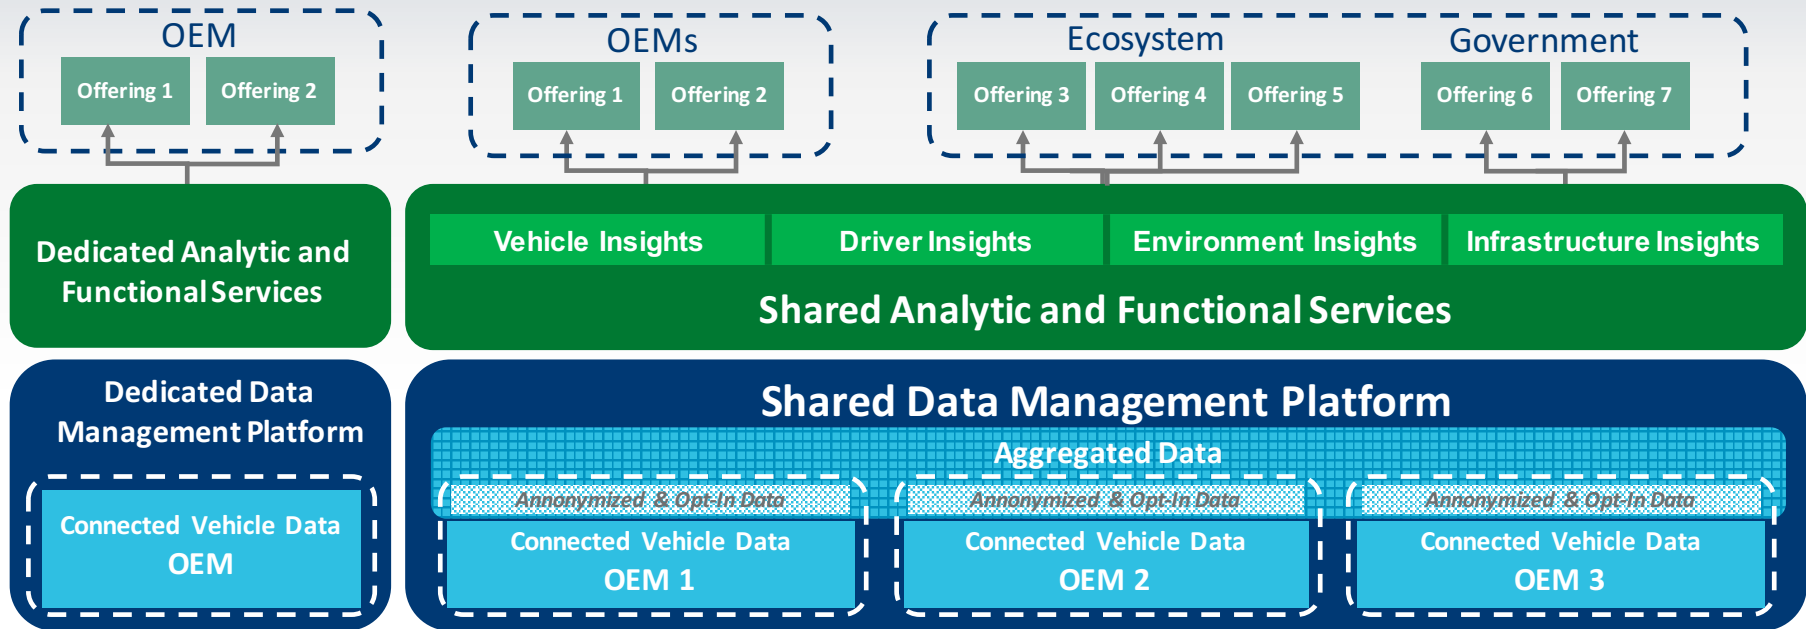 OEM
Offering 1
Offering 2
OEMs
Offering 1
Offering 2
Ecosystem
Offering 3
Offering 4
Offering 5
Government
Offering 6
Offering 7
Dedicated Analytic and
Functional Services
Vehicle Insights
Driver Insights
Environment Insights
Infrastructure Insights
Shared Analytic and Functional Services
Dedicated Data
Management Platform
Connected Vehicle Data
OEM
Shared Data Management Platform
Aggregated Data
Annonymized & Opt-In Data
Connected Vehicle Data
OEM 1
Annonymized & Opt-In Data
Connected Vehicle Data
OEM 2
Annonymized & Opt-In Data
Connected Vehicle Data
OEM 3